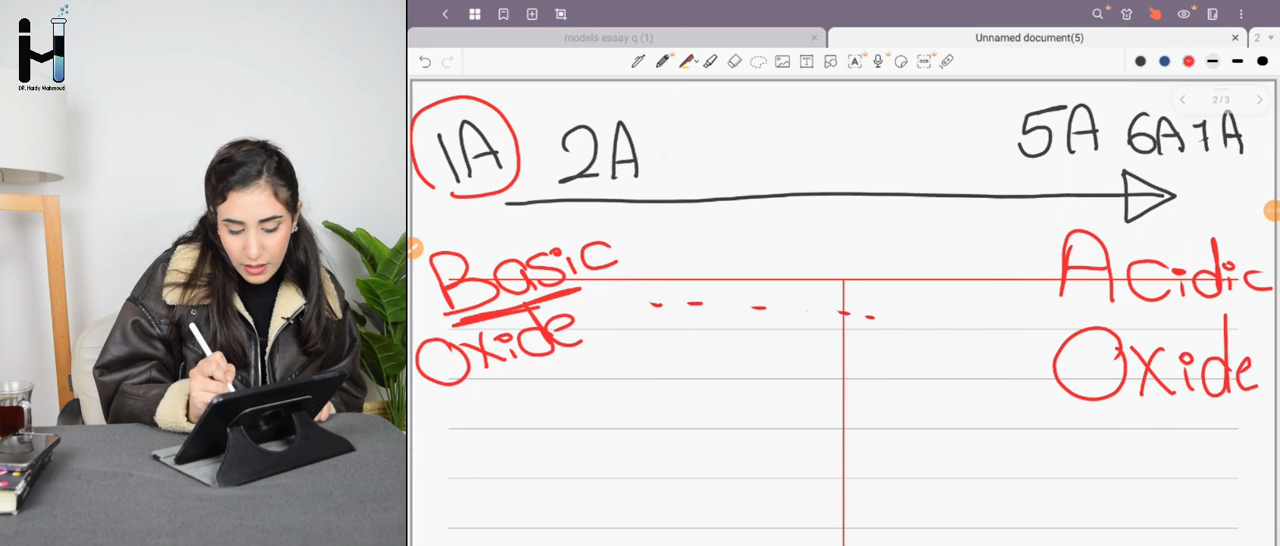 H
DR. Haidy Mahmoud
models essay q (1)
Unnamed document(5)
2
2/3
1A 2A 5A 6A 7A
Basic Oxide
Acidic Oxide